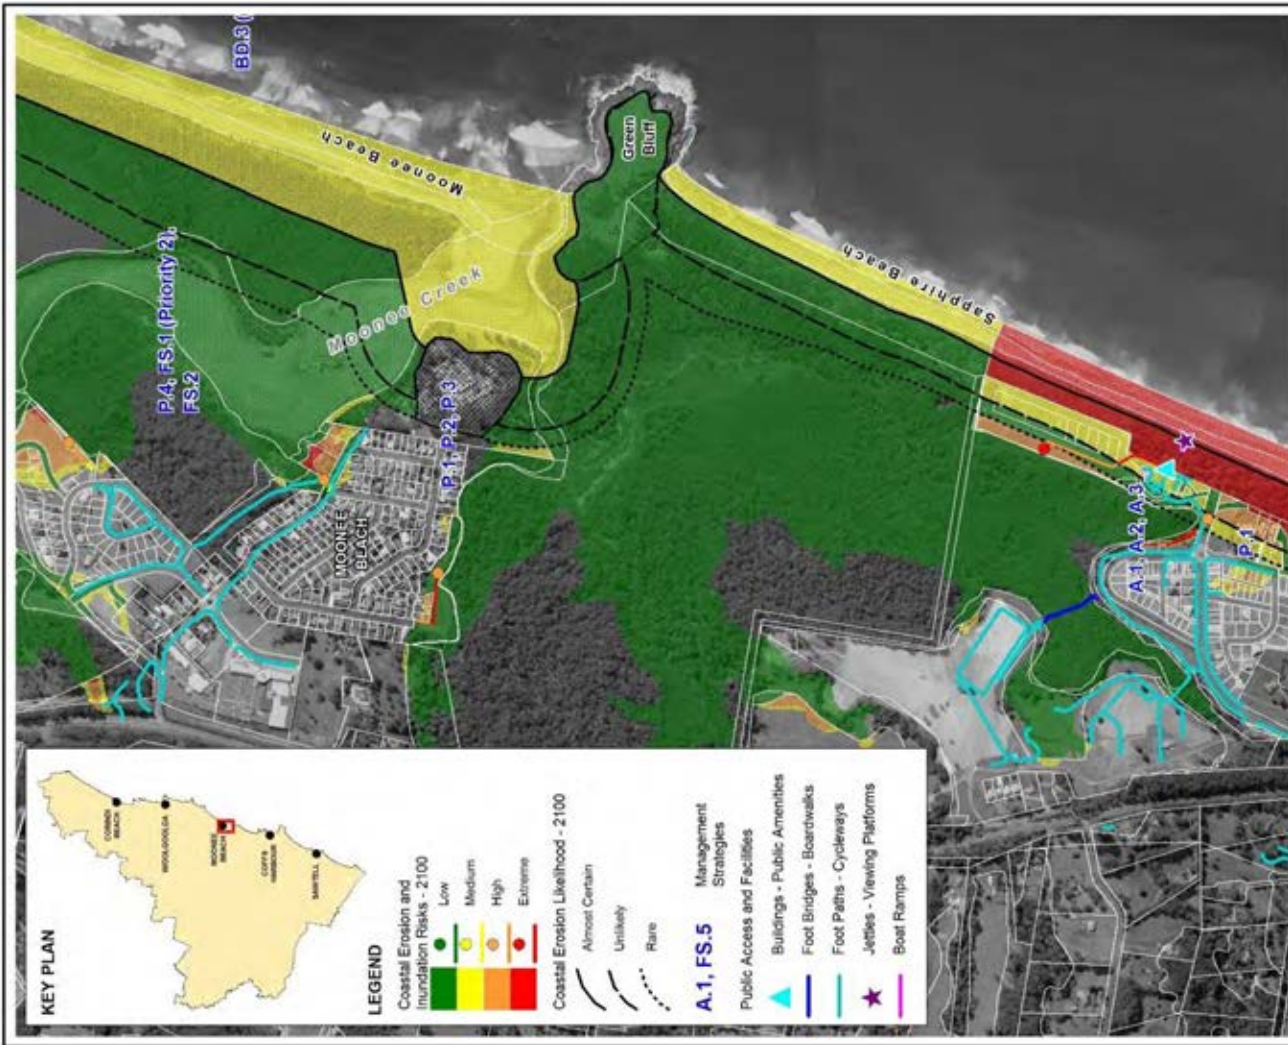 BD.3 (
Moonee Beach
Green
Bluff
P.4, FS.1 (Priority 2),
FS.2
Moonee Creek
P.1, P.2, P.3
MOONEE
BLACH
Sapphire Beach
A.1, A.2, A.3
P.1
KEY PLAN
CORINDI
BEACH
WOOLGOOLGA
MOONEE
BEACH
COFFS
HARBOUR
SAWTELL
LEGEND
Coastal Erosion and
Inundation Risks - 2100
Low
Medium
High
Extreme
Coastal Erosion Likelihood - 2100
Almost Certain
Unlikely
Rare
A.1, FS.5
Management
Strategies
Public Access and Facilities
Buildings - Public Amenities
Foot Bridges - Boardwalks
Foot Paths - Cycleways
Jetties - Viewing Platforms
Boat Ramps